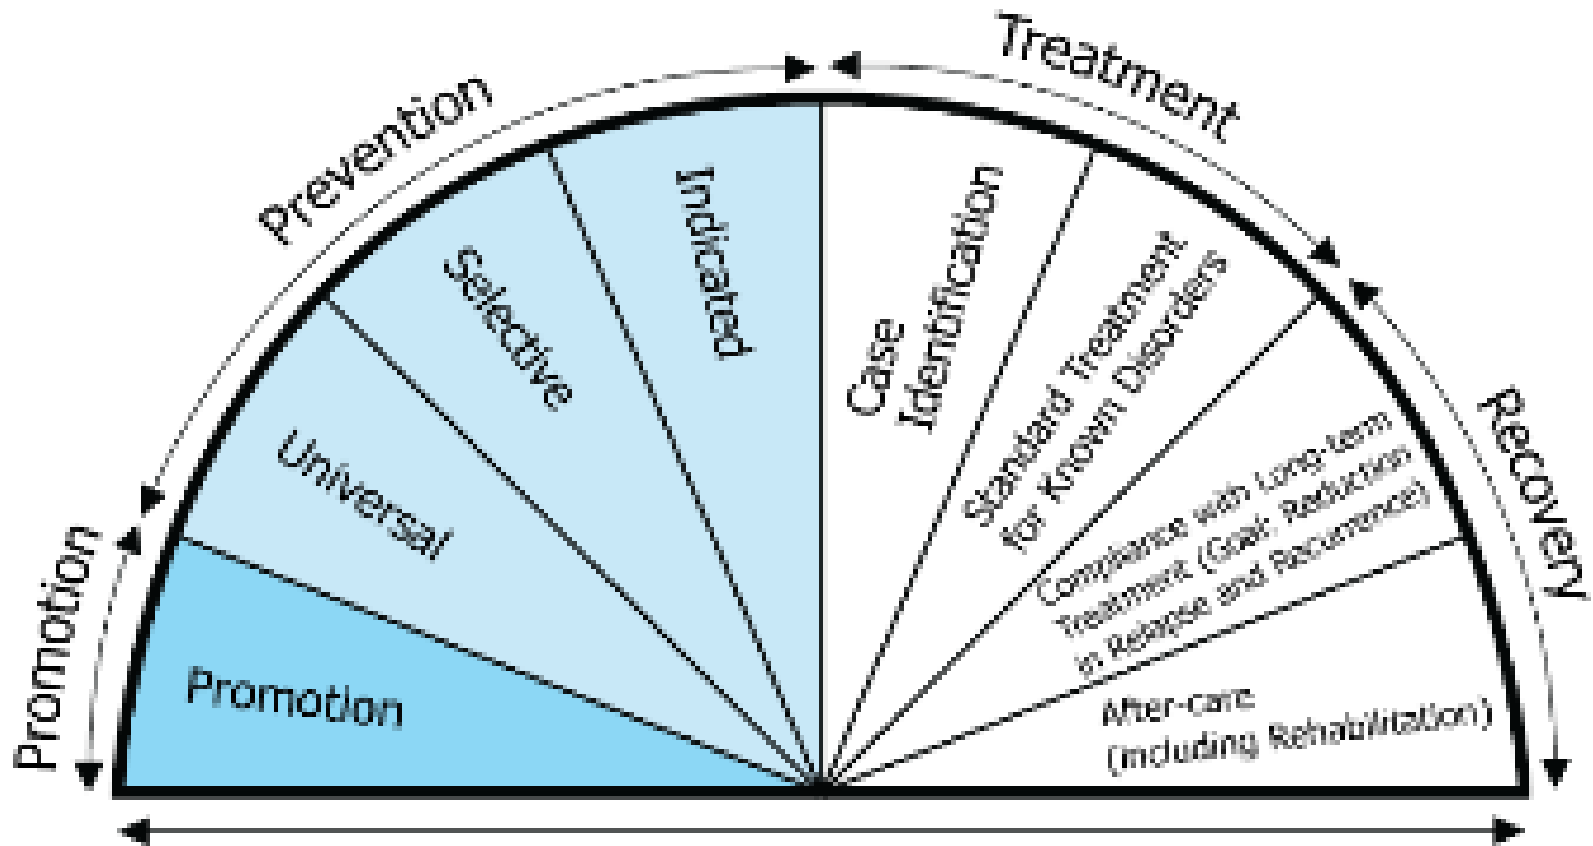 Promotion
Prevention
Treatment
Recovery
Promotion
Universal
Selective
Indicated
Case
Identification
Standard Treatment
for Known Disorders
Compliance with Long-term
Treatment (Goal: Reduction
in Relapse and Recurrence)
After-care
(including Rehabilitation)